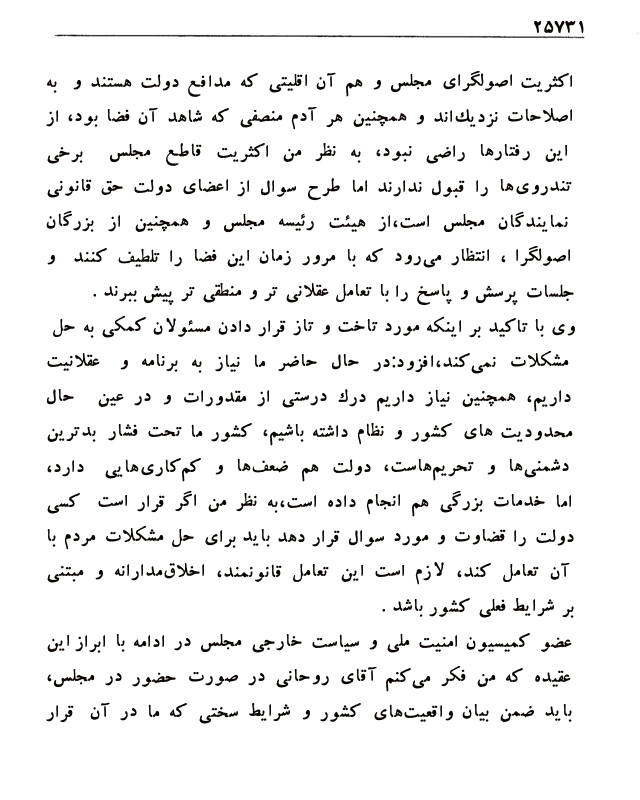 ۲۵۷۳۱
اکثریت اصولگرای مجلس و هم آن اقلیتی که مدافع دولت هستند و به
اصلاحات نزدیك‌اند و همچنین هر آدم منصفی که شاهد آن فضا بود، از
این رفتارها راضی نبود، به نظر من اکثریت قاطع مجلس برخی
تندروی‌ها را قبول ندارند اما طرح سوال از اعضای دولت حق قانونی
نمایندگان مجلس است،از هیئت رئیسه مجلس و همچنین از بزرگان
اصولگرا ، انتظار می‌رود که با مرور زمان این فضا را تلطیف کنند و
جلسات پرسش و پاسخ را با تعامل عقلانی تر و منطقی تر پیش ببرند .
وی با تاکید بر اینکه مورد تاخت و تاز قرار دادن مسئولان کمکی به حل
مشکلات نمی‌کند،افزود:در حال حاضر ما نیاز به برنامه و عقلانیت
داریم، همچنین نیاز داریم درك درستی از مقدورات و در عین حال
محدودیت های کشور و نظام داشته باشیم، کشور ما تحت فشار بدترین
دشمنی‌ها و تحریم‌هاست، دولت هم ضعف‌ها و کم‌کاری‌هایی دارد،
اما خدمات بزرگی هم انجام داده است،به نظر من اگر قرار است کسی
دولت را قضاوت و مورد سوال قرار دهد باید برای حل مشکلات مردم با
آن تعامل کند، لازم است این تعامل قانونمند، اخلاق‌مدارانه و مبتنی
بر شرایط فعلی کشور باشد .
عضو کمیسیون امنیت ملی و سیاست خارجی مجلس در ادامه با ابراز این
عقیده که من فکر می‌کنم آقای روحانی در صورت حضور در مجلس،
باید ضمن بیان واقعیت‌های کشور و شرایط سختی که ما در آن قرار